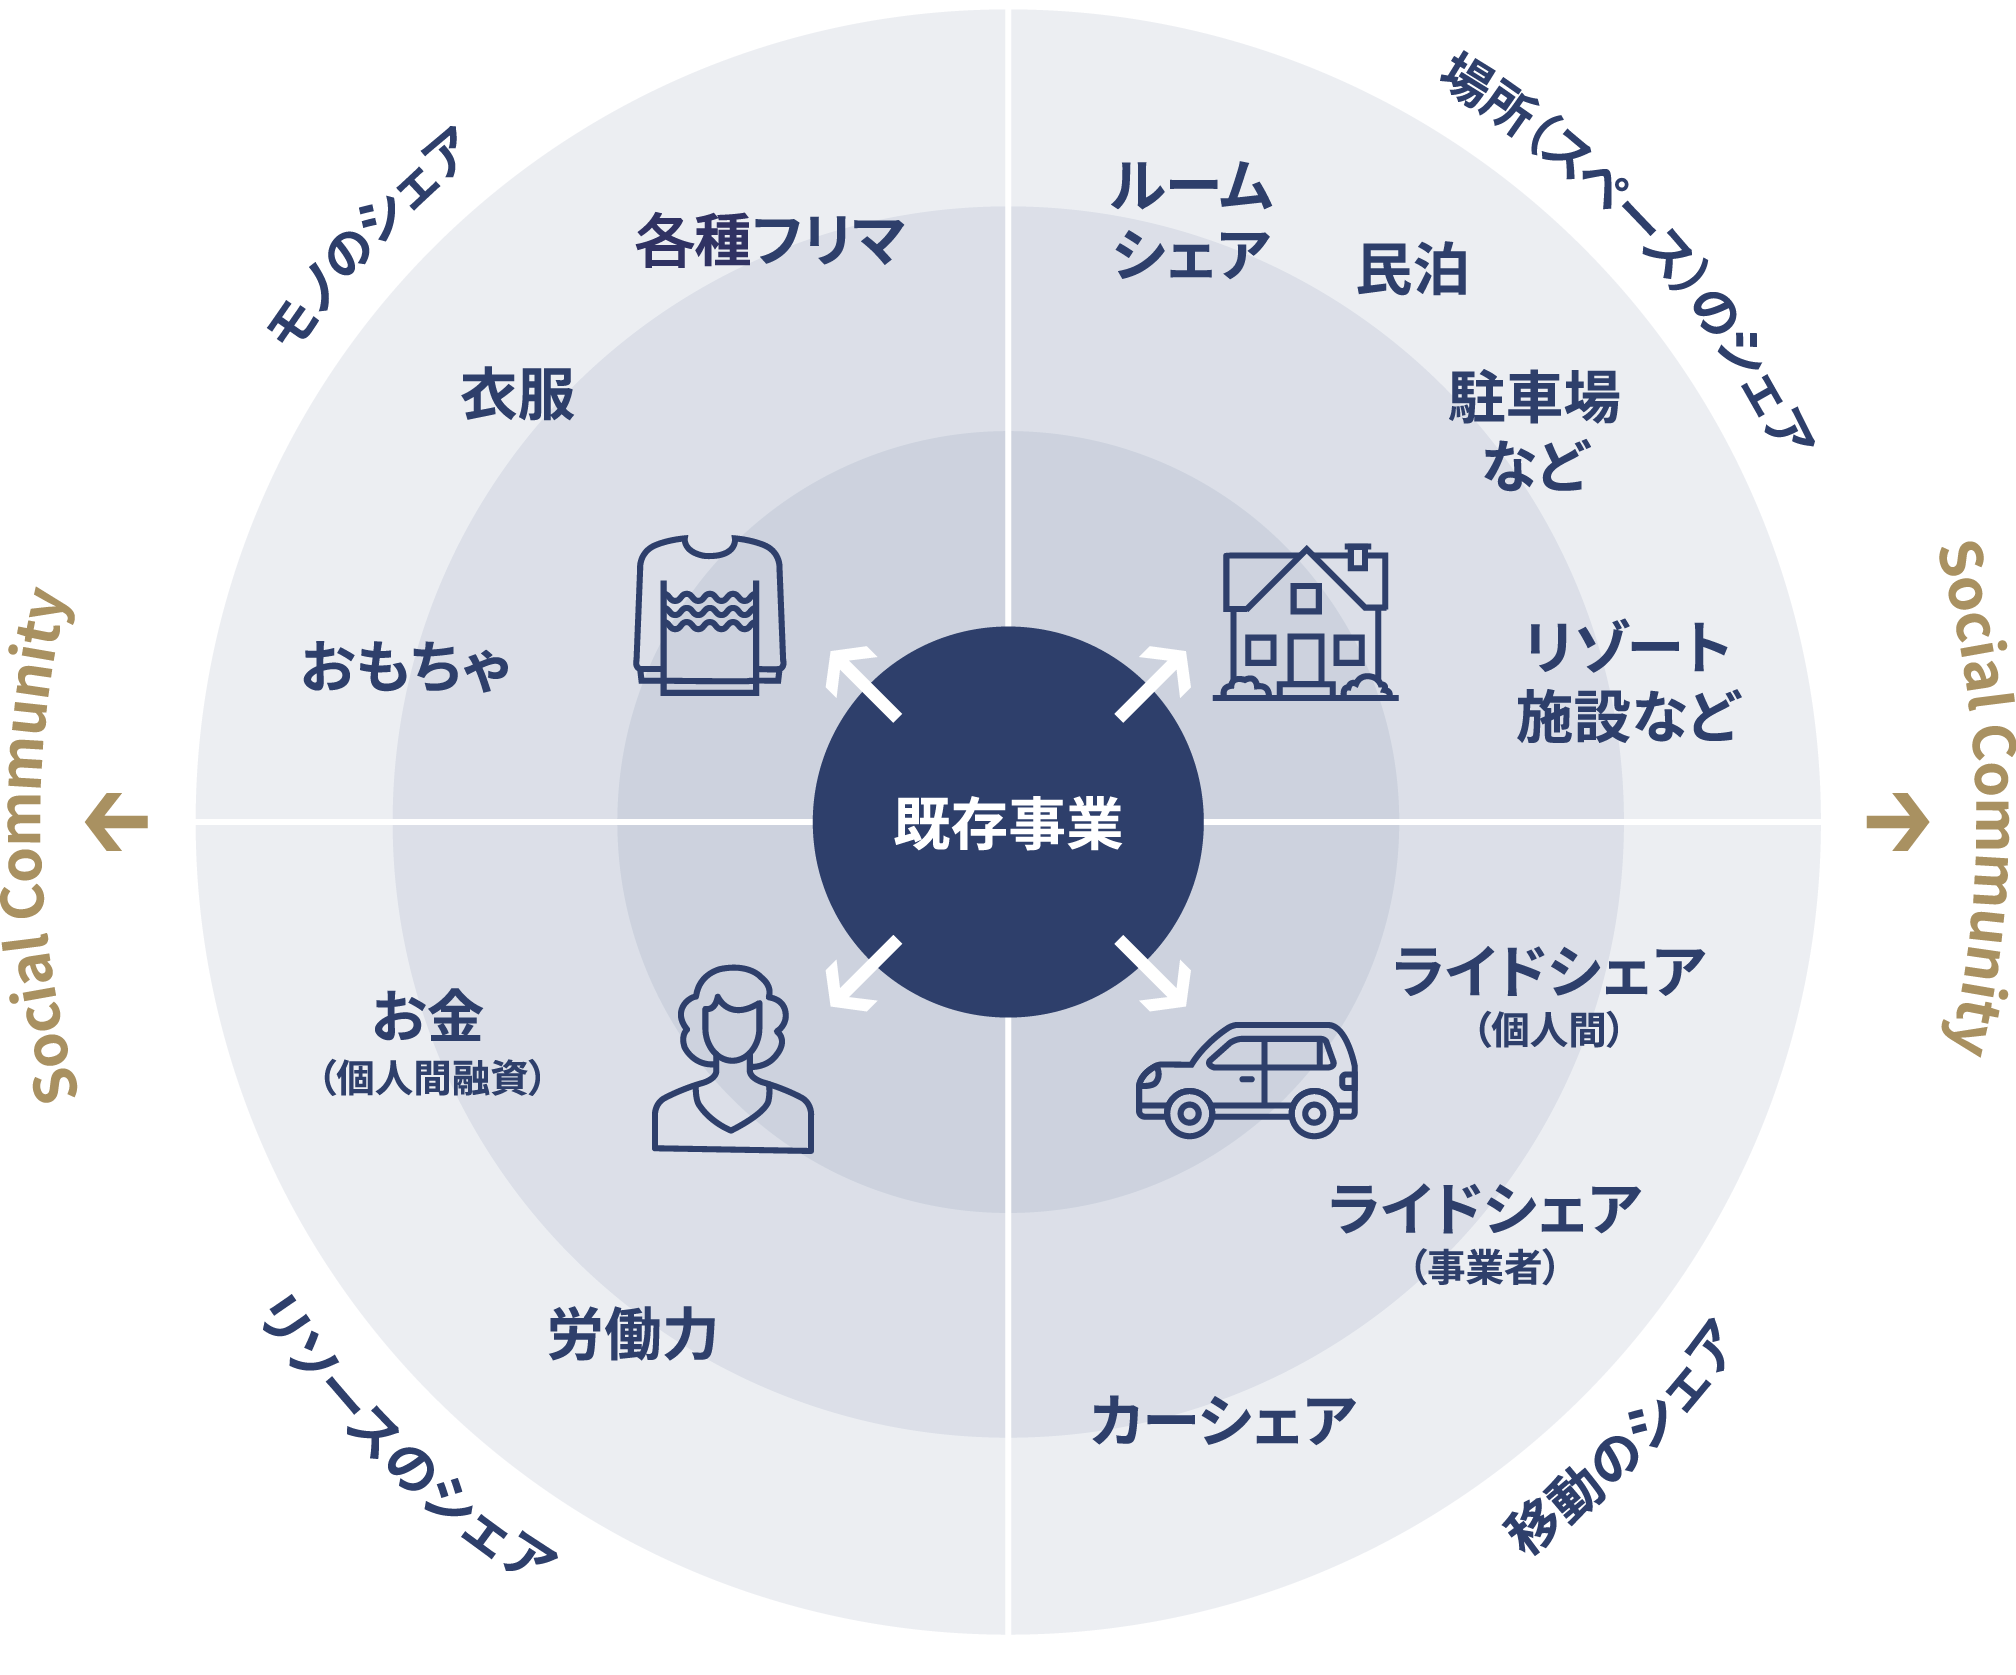 モノのシェア
場所（スペース）のシェア
各種フリマ
衣服
おもちゃ
ルーム
シェア
民泊
駐車場
など
リゾート
施設など
Social Community
Social Community
既存事業
お金
（個人間融資）
労働力
ライドシェア
（個人間）
ライドシェア
（事業者）
カーシェア
リソースのシェア
移動のシェア